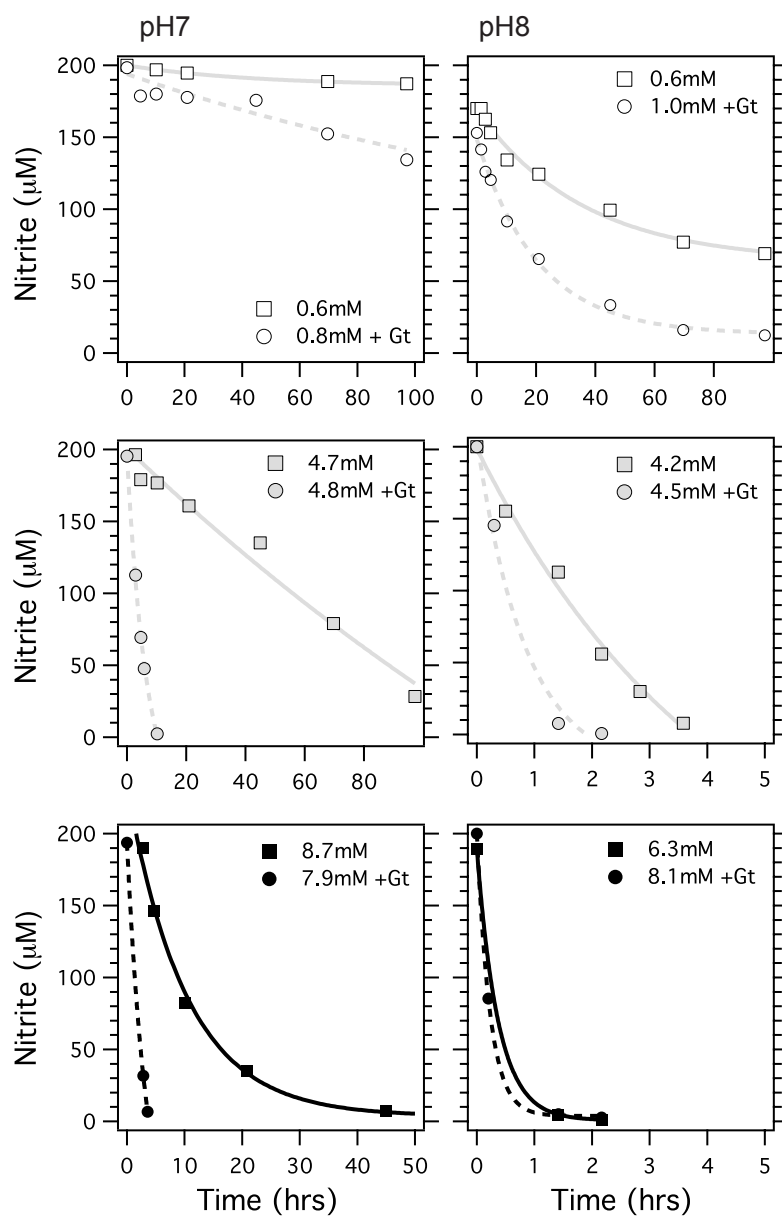 pH7
pH8
Nitrite (μM)
200
150
100
50
0
0.6mM
0.8mM + Gt
0 20 40 60 80 100
0.6mM
1.0mM +Gt
0 20 40 60 80
Nitrite (μM)
200
150
100
50
0
4.7mM
4.8mM +Gt
0 20 40 60 80
4.2mM
4.5mM +Gt
0 1 2 3 4 5
Nitrite (μM)
200
150
100
50
0
8.7mM
7.9mM +Gt
0 10 20 30 40 50
Time (hrs)
6.3mM
8.1mM +Gt
0 1 2 3 4 5
Time (hrs)